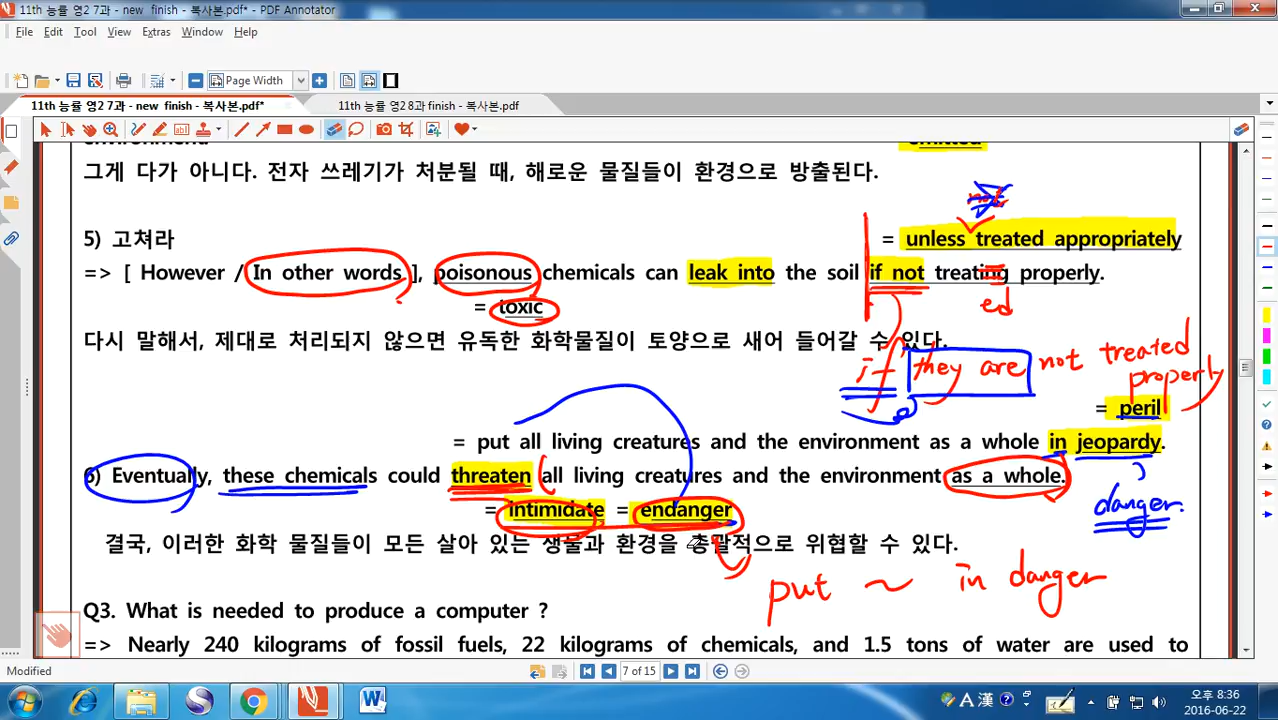 11th 능률 영2 7과 - new finish - 복사본.pdf* - PDF Annotator
File Edit Tool View Extras Window Help
Page Width
11th 능률 영2 7과 - new finish - 복사본.pdf*
11th 능률 영2 8과 finish - 복사본.pdf
emitted
그게 다가 아니다. 전자 쓰레기가 처분될 때, 해로운 물질들이 환경으로 방출된다.
not
5) 고쳐라
= unless treated appropriately
=> [ However / In other words ], poisonous chemicals can leak into the soil if not treating properly.
= toxic
ed
다시 말해서, 제대로 처리되지 않으면 유독한 화학물질이 토양으로 새어 들어갈 수 있다.
if they are not treated
properly
= peril
= put all living creatures and the environment as a whole in jeopardy.
6) Eventually, these chemicals could threaten all living creatures and the environment as a whole.
danger.
= intimidate = endanger
결국, 이러한 화학 물질들이 모든 살아 있는 생물과 환경을 총괄적으로 위협할 수 있다.
put ~ in danger
Q3. What is needed to produce a computer ?
=> Nearly 240 kilograms of fossil fuels, 22 kilograms of chemicals, and 1.5 tons of water are used to
Modified
7 of 15
A 漢
오후 8:36
2016-06-22